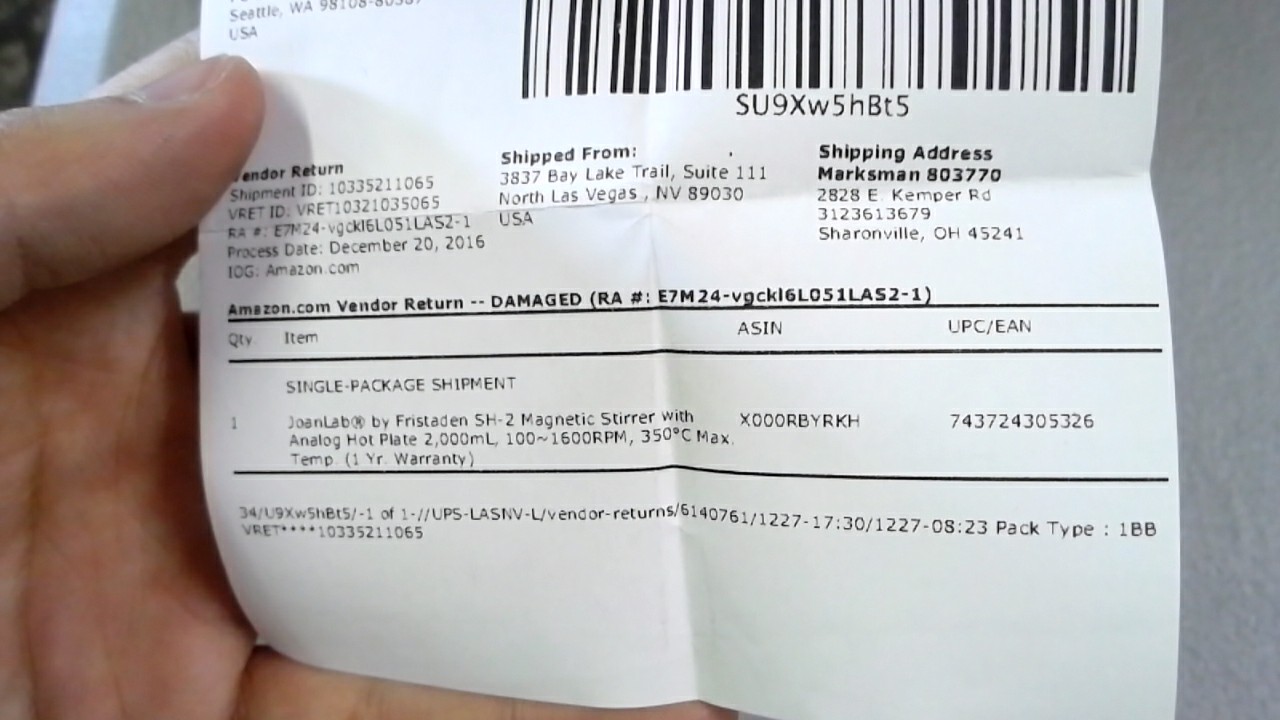 Seattle, WA 98108-80387
USA
SU9Xw5hBt5
Vendor Return
Shipment ID: 10335211065
VRET ID: VRET10321035065
RA #: E7M24-vgckl6L051LAS2-1
Process Date: December 20, 2016
IOG: Amazon.com
Shipped From:
3837 Bay Lake Trail, Suite 111
North Las Vegas , NV 89030
USA
Shipping Address
Marksman 803770
2828 E. Kemper Rd
3123613679
Sharonville, OH 45241
Amazon.com Vendor Return -- DAMAGED (RA #: E7M24-vgckl6L051LAS2-1)
Qty Item ASIN UPC/EAN
SINGLE-PACKAGE SHIPMENT
1 JoanLab® by Fristaden SH-2 Magnetic Stirrer with X000RBYRKH 743724305326
Analog Hot Plate 2,000mL, 100~1600RPM, 350°C Max.
Temp. (1 Yr. Warranty)
34/U9Xw5hBt5/-1 of 1-//UPS-LASNV-L/vendor-returns/6140761/1227-17:30/1227-08:23 Pack Type : 1BB
VRET****10335211065